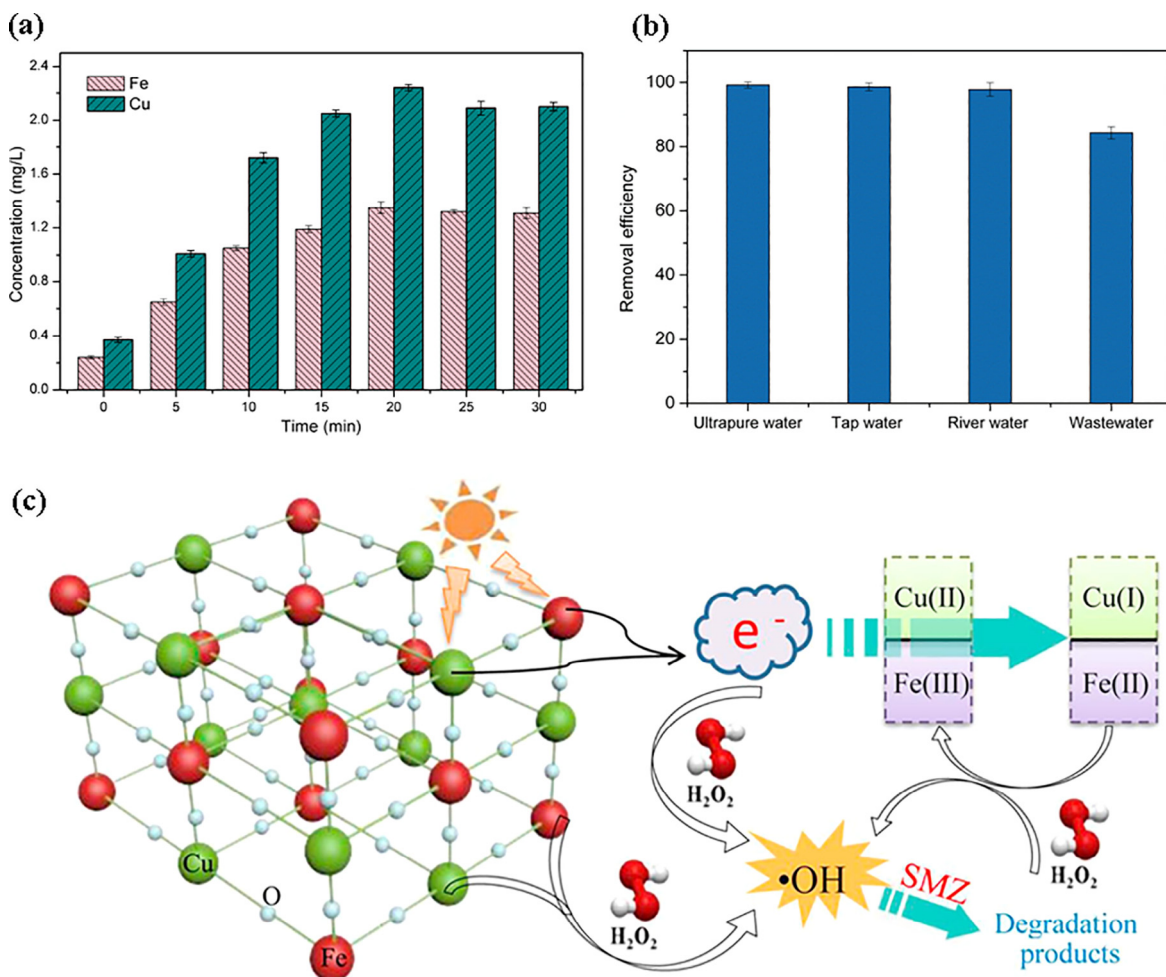 (a)
2.4
2.0
1.6
1.2
0.8
0.4
0.0
Concentration (mg/L)
Fe
Cu
0 5 10 15 20 25 30
Time (min)
(b)
100
80
60
40
20
0
Removal efficiency
Ultrapure water Tap water River water Wastewater
(c)
Cu
O
Fe
e⁻
Cu(II)
Fe(III)
Cu(I)
Fe(II)
H₂O₂
H₂O₂
H₂O₂
•OH
SMZ
Degradation
products